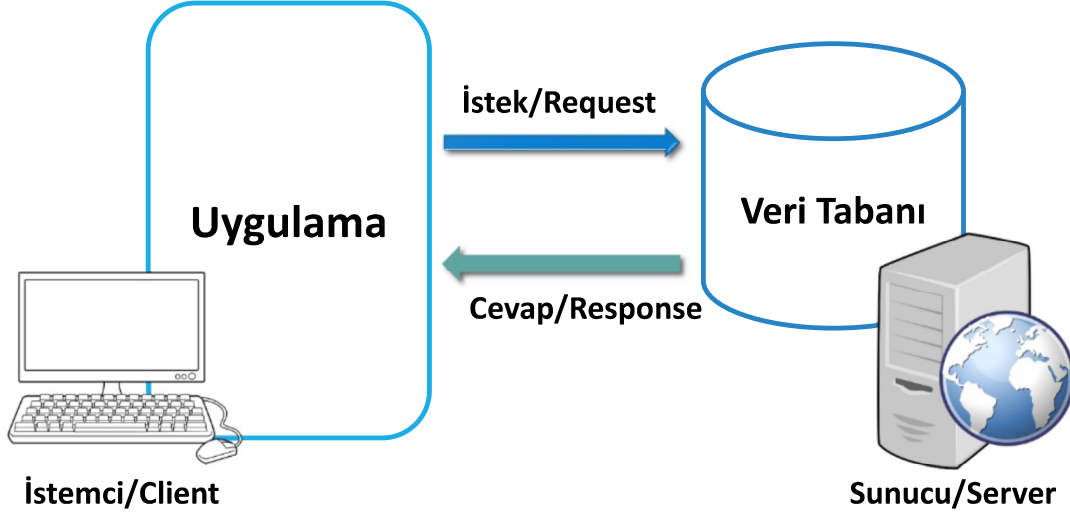 İstek/Request
Uygulama
Veri Tabanı
Cevap/Response
İstemci/Client
Sunucu/Server